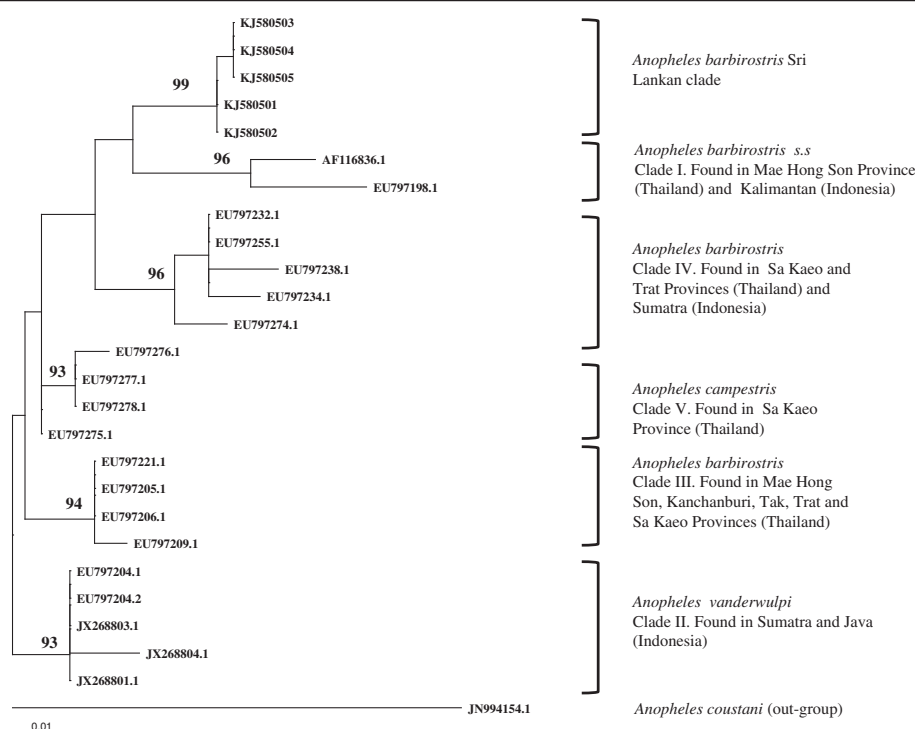 KJ580503
KJ580504
KJ580505
99
KJ580501
KJ580502
Anopheles barbirostris Sri
Lankan clade
96
AF116836.1
EU797198.1
Anopheles barbirostris s.s
Clade I. Found in Mae Hong Son Province
(Thailand) and Kalimantan (Indonesia)
EU797232.1
EU797255.1
EU797238.1
96
EU797234.1
EU797274.1
Anopheles barbirostris
Clade IV. Found in Sa Kaeo and
Trat Provinces (Thailand) and
Sumatra (Indonesia)
EU797276.1
93
EU797277.1
EU797278.1
EU797275.1
Anopheles campestris
Clade V. Found in Sa Kaeo
Province (Thailand)
EU797221.1
EU797205.1
94
EU797206.1
EU797209.1
Anopheles barbirostris
Clade III. Found in Mae Hong
Son, Kanchanburi, Tak, Trat and
Sa Kaeo Provinces (Thailand)
EU797204.1
EU797204.2
JX268803.1
93
JX268804.1
JX268801.1
Anopheles vanderwulpi
Clade II. Found in Sumatra and Java
(Indonesia)
JN994154.1
Anopheles coustani (out-group)
0.01